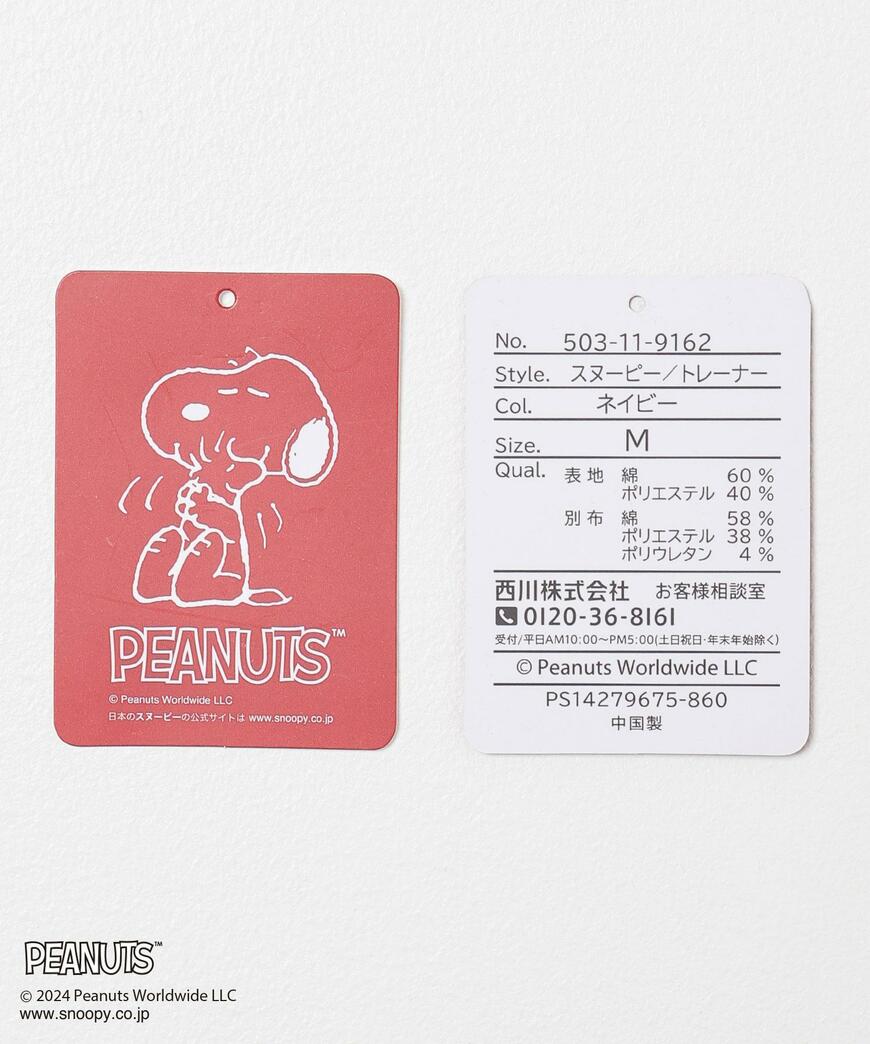 PEANUTS™
© Peanuts Worldwide LLC
日本のスヌーピーの公式サイトは www.snoopy.co.jp
No. 503-11-9162
Style. スヌーピー／トレーナー
Col. ネイビー
Size. M
Qual. 表地 綿 60 %
ポリエステル 40 %
別布 綿 58 %
ポリエステル 38 %
ポリウレタン 4 %
西川株式会社 お客様相談室
0120-36-8161
受付/平日AM10:00〜PM5:00(土日祝日･年末年始除く)
© Peanuts Worldwide LLC
PS14279675-860
中国製
PEANUTS™
© 2024 Peanuts Worldwide LLC
www.snoopy.co.jp